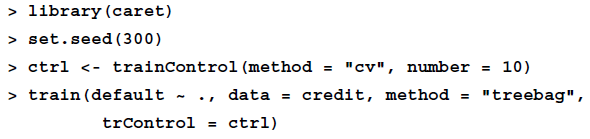 > library(caret)
> set.seed(300)
> ctrl <- trainControl(method = "cv", number = 10)
> train(default ~ ., data = credit, method = "treebag",
trControl = ctrl)